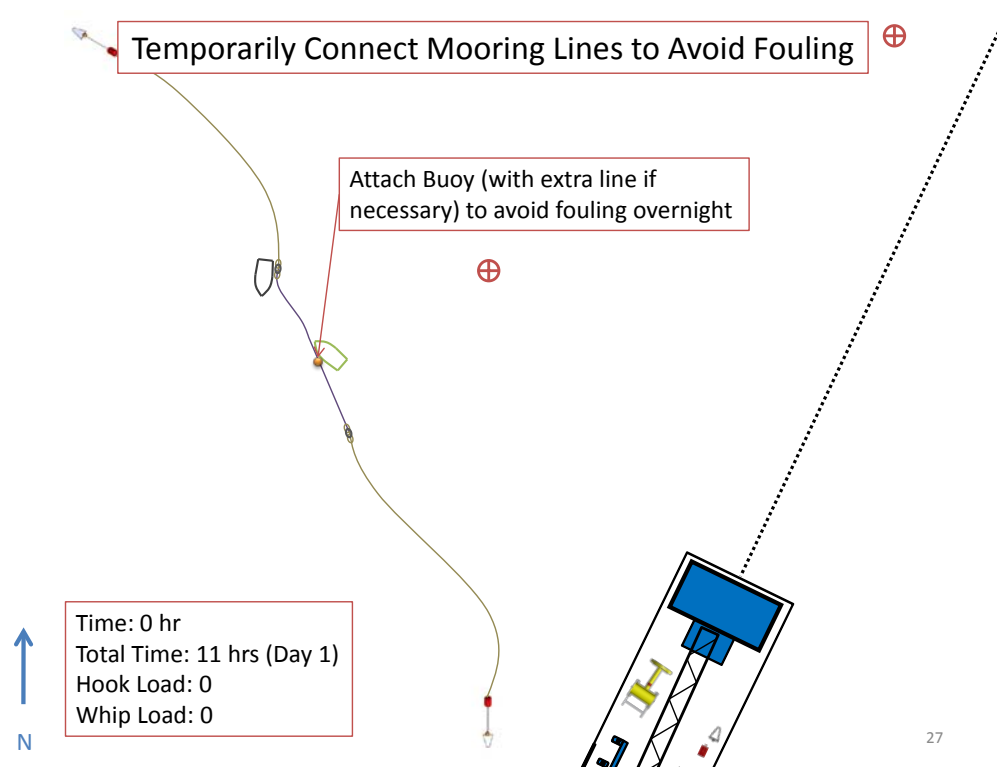 Temporarily Connect Mooring Lines to Avoid Fouling
Attach Buoy (with extra line if
necessary) to avoid fouling overnight
Time: 0 hr
Total Time: 11 hrs (Day 1)
Hook Load: 0
Whip Load: 0
N
27